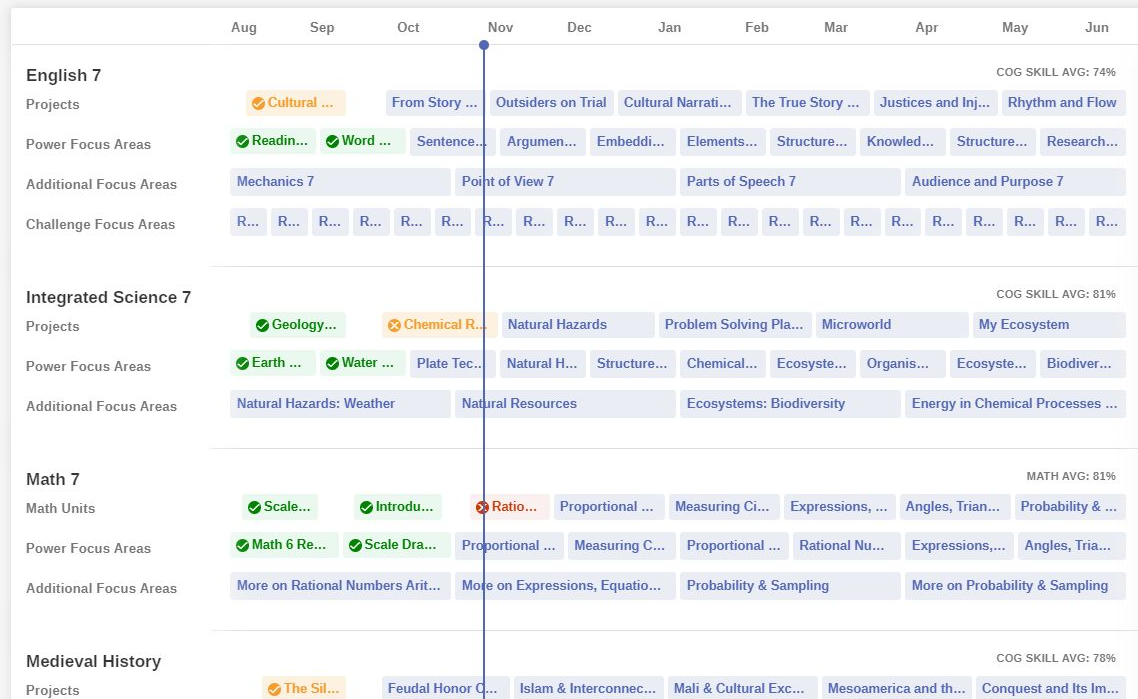 Aug Sep Oct Nov Dec Jan Feb Mar Apr May Jun
English 7 COG SKILL AVG: 74%
Projects Cultural ... From Story ... Outsiders on Trial Cultural Narrati... The True Story ... Justices and Inj... Rhythm and Flow
Power Focus Areas Readin... Word ... Sentence... Argumen... Embeddi... Elements... Structure... Knowled... Structure... Research...
Additional Focus Areas Mechanics 7 Point of View 7 Parts of Speech 7 Audience and Purpose 7
Challenge Focus Areas R... R... R... R... R... R... R... R... R... R... R... R... R... R... R... R... R... R... R... R... R... R...
Integrated Science 7 COG SKILL AVG: 81%
Projects Geology... Chemical R... Natural Hazards Problem Solving Pla... Microworld My Ecosystem
Power Focus Areas Earth ... Water ... Plate Tec... Natural H... Structure... Chemical... Ecosyste... Organis... Ecosyste... Biodiver...
Additional Focus Areas Natural Hazards: Weather Natural Resources Ecosystems: Biodiversity Energy in Chemical Processes ...
Math 7 MATH AVG: 81%
Math Units Scale... Introdu... Ratio... Proportional ... Measuring Ci... Expressions, ... Angles, Trian... Probability & ...
Power Focus Areas Math 6 Re... Scale Dra... Proportional ... Measuring C... Proportional ... Rational Nu... Expressions,... Angles, Tria...
Additional Focus Areas More on Rational Numbers Arit... More on Expressions, Equatio... Probability & Sampling More on Probability & Sampling
Medieval History COG SKILL AVG: 78%
Projects The Sil... Feudal Honor C... Islam & Interconnec... Mali & Cultural Exc... Mesoamerica and th... Conquest and Its Im...